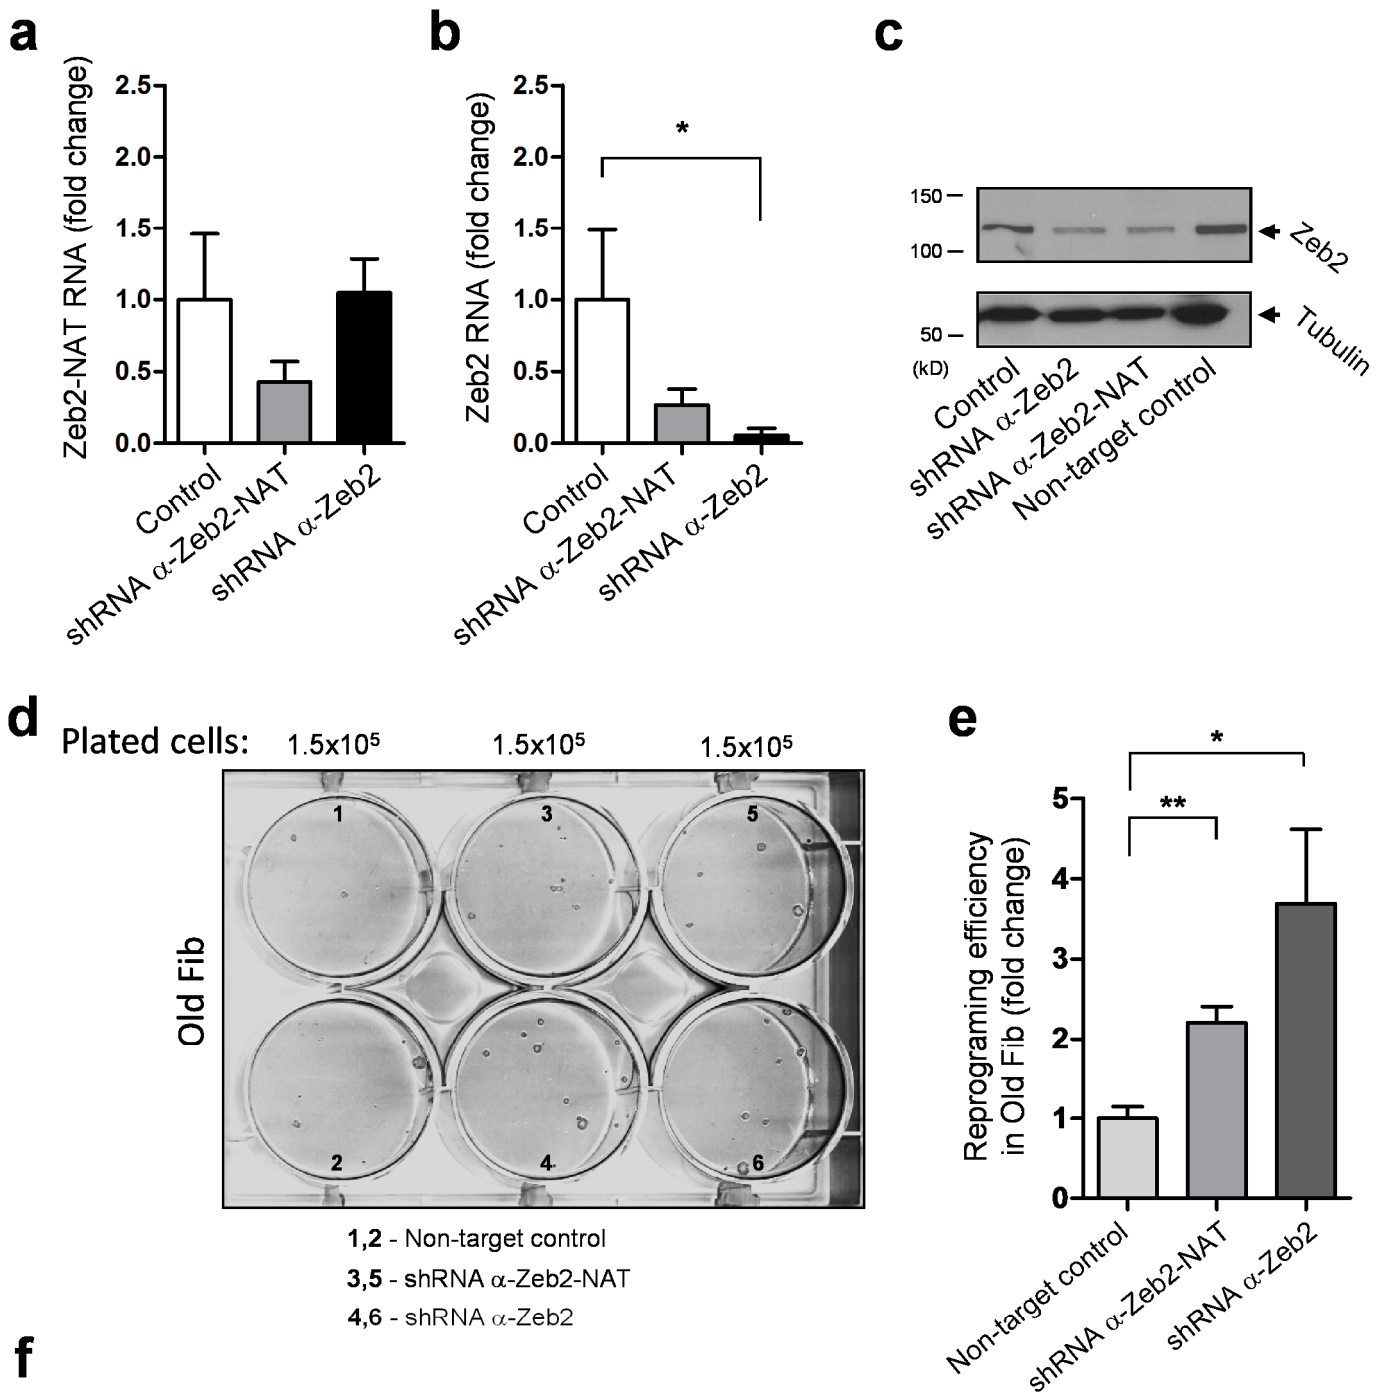 a
Zeb2-NAT RNA (fold change)
2.5
2.0
1.5
1.0
0.5
0.0
Control
shRNA α-Zeb2-NAT
shRNA α-Zeb2
b
Zeb2 RNA (fold change)
2.5
2.0
1.5
1.0
0.5
0.0
*
Control
shRNA α-Zeb2-NAT
shRNA α-Zeb2
c
150
100
Zeb2
50
Tubulin
(kD)
Control
shRNA α-Zeb2
shRNA α-Zeb2-NAT
Non-target control
d
Plated cells: 1.5x10⁵ 1.5x10⁵ 1.5x10⁵
Old Fib
1 3 5
2 4 6
1,2 - Non-target control
3,5 - shRNA α-Zeb2-NAT
4,6 - shRNA α-Zeb2
e
Reprograming efficiency
in Old Fib (fold change)
5
4
3
2
1
0
*
**
Non-target control
shRNA α-Zeb2-NAT
shRNA α-Zeb2
f